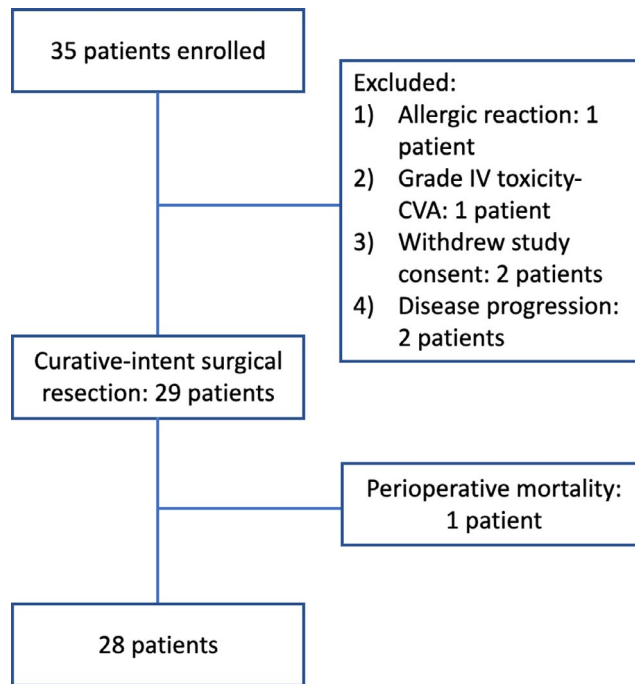 35 patients enrolled
Excluded:
1) Allergic reaction: 1
patient
2) Grade IV toxicity-
CVA: 1 patient
3) Withdrew study
consent: 2 patients
4) Disease progression:
2 patients
Curative-intent surgical
resection: 29 patients
Perioperative mortality:
1 patient
28 patients